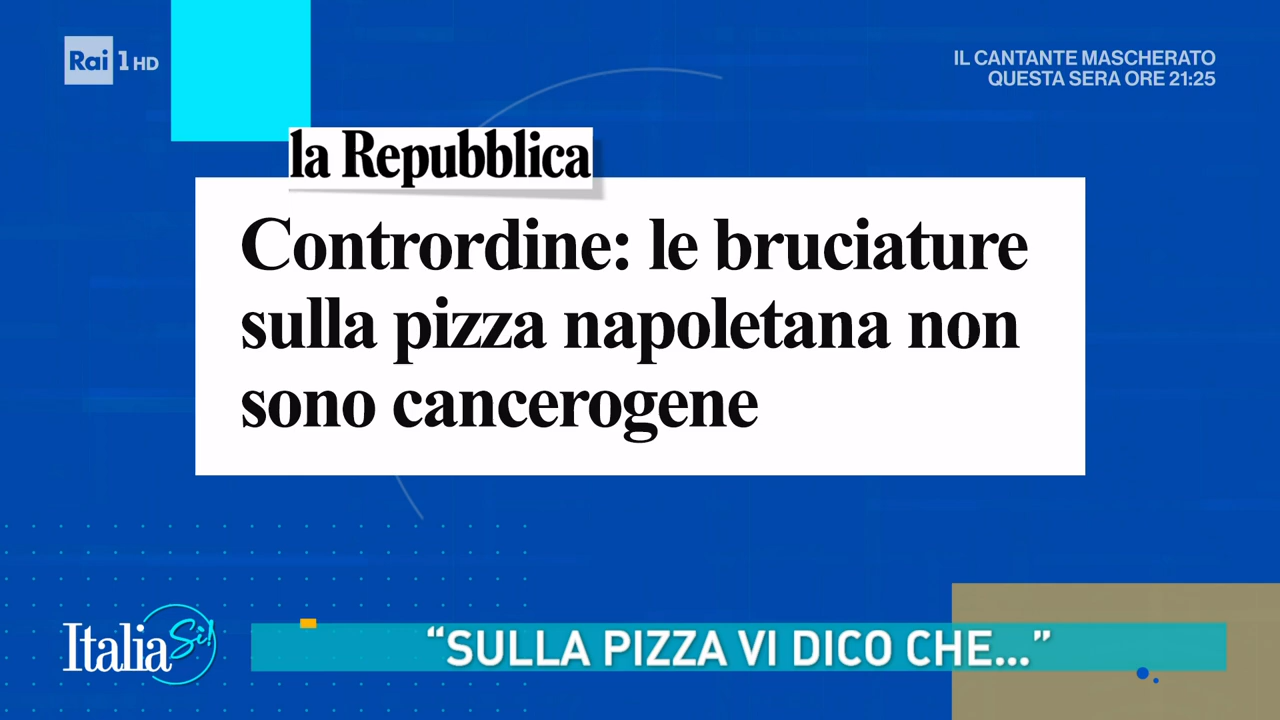 Rai 1 HD
IL CANTANTE MASCHERATO
QUESTA SERA ORE 21:25
la Repubblica
Contrordine: le bruciature
sulla pizza napoletana non
sono cancerogene
Italia Sì!
“SULLA PIZZA VI DICO CHE...”